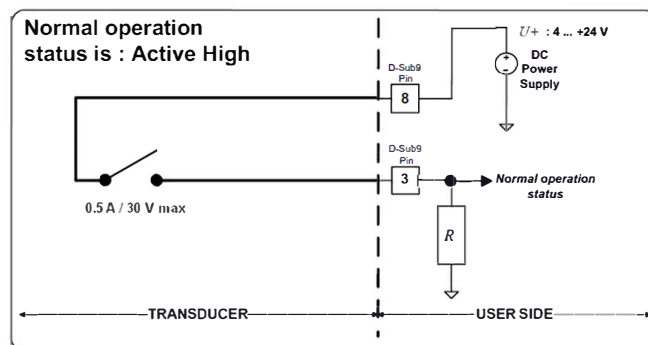 Normal operation
status is : Active High
U+ : 4 ... +24 V
DC
Power
Supply
D-Sub9
Pin
8
D-Sub9
Pin
3
Normal operation
status
0.5 A / 30 V max
R
TRANSDUCER
USER SIDE